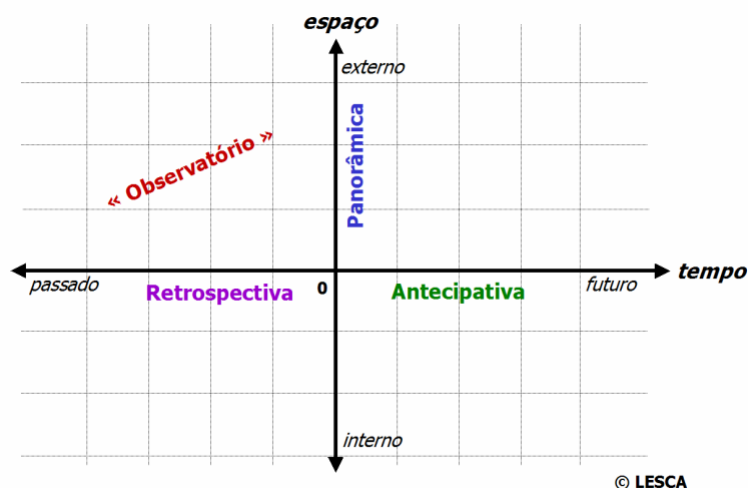 espaço
externo
Panorâmica
« Observatório »
tempo
passado
Retrospectiva
0
Antecipativa
futuro
interno
© LESCA